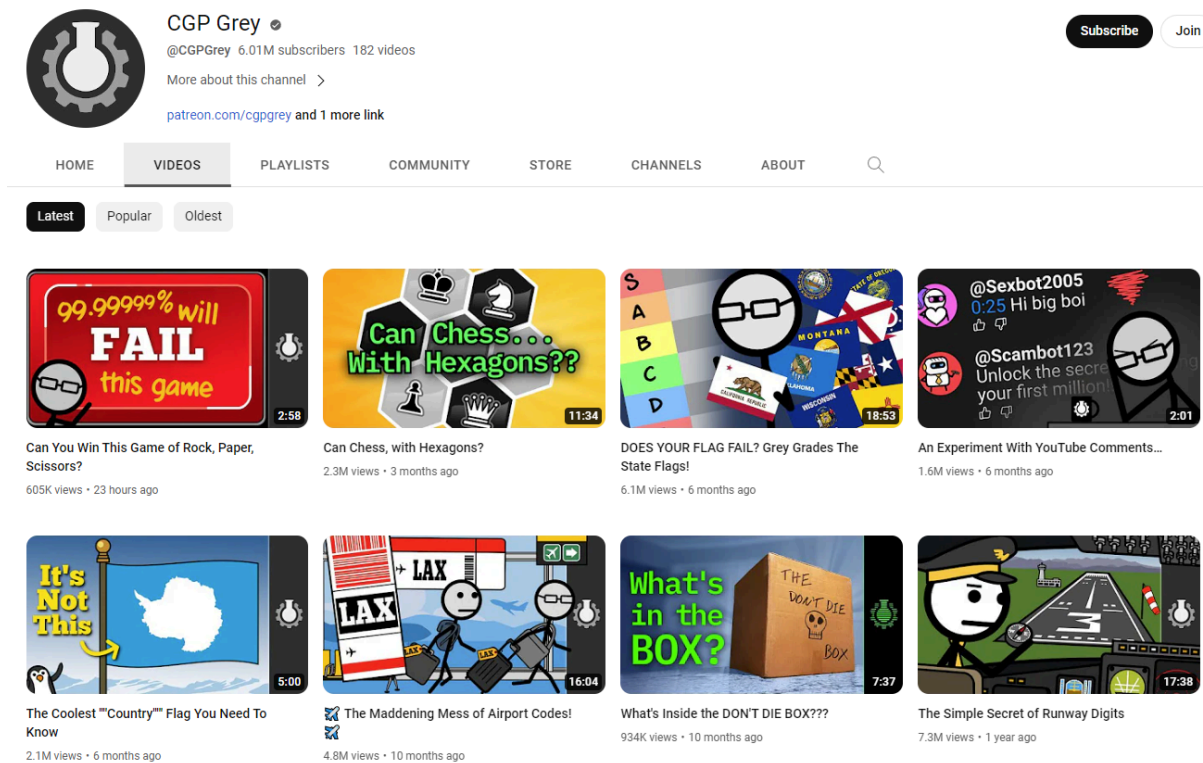 CGP Grey
@CGPGrey 6.01M subscribers 182 videos
More about this channel
patreon.com/cgpgrey and 1 more link
Subscribe
Join
HOME VIDEOS PLAYLISTS COMMUNITY STORE CHANNELS ABOUT
Latest Popular Oldest
99.99999% will
FAIL
this game
2:58
Can Chess...
With Hexagons??
11:34
S
A
B
C
D
STATE OF OREGON
MONTANA
OKLAHOMA
WISCONSIN
CALIFORNIA REPUBLIC
18:53
@Sexbot2005
0:25 Hi big boi
@Scambot123
Unlock the secre
your first million!
2:01
Can You Win This Game of Rock, Paper,
Scissors?
605K views • 23 hours ago
Can Chess, with Hexagons?
2.3M views • 3 months ago
DOES YOUR FLAG FAIL? Grey Grades The
State Flags!
6.1M views • 6 months ago
An Experiment With YouTube Comments...
1.6M views • 6 months ago
It's
Not
This
5:00
LAX
LAX
LAX
LAX
16:04
What's
in the
BOX?
THE
DON'T DIE
BOX
7:37
3
17:38
The Coolest ""Country"" Flag You Need To
Know
2.1M views • 6 months ago
✈️ The Maddening Mess of Airport Codes!
✈️
4.8M views • 10 months ago
What's Inside the DON'T DIE BOX???
934K views • 10 months ago
The Simple Secret of Runway Digits
7.3M views • 1 year ago